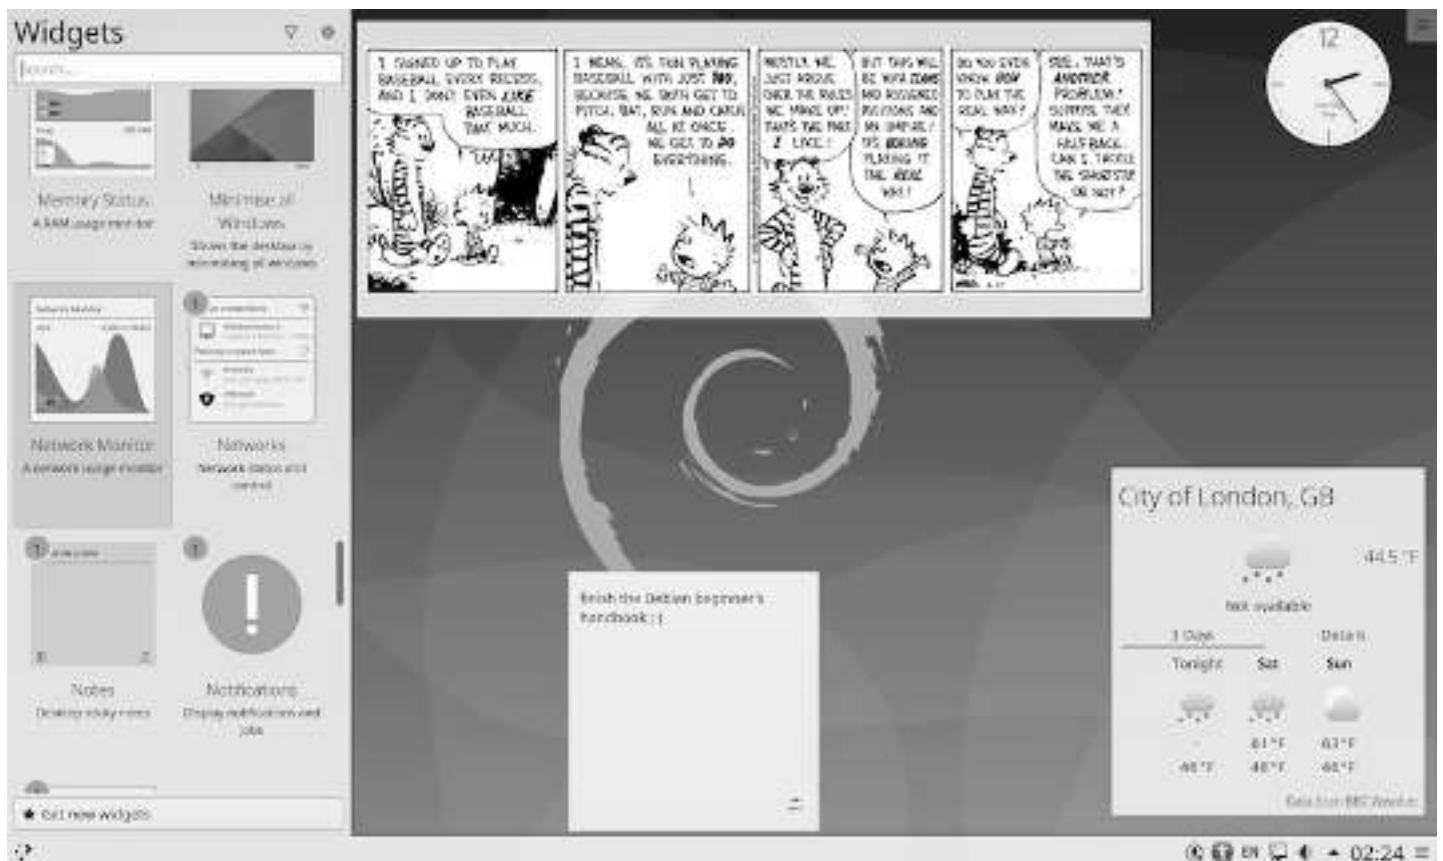 Widgets
Search...
Memory Status
A RAM usage monitor
Minimise all
Windows
Shows the desktop by
minimising all windows
Network Monitor
Network Monitor
A network usage monitor
Networks
Network status and
control
Notes
Desktop sticky notes
Notifications
Display notifications and
jobs
Get new widgets
I SIGNED UP TO PLAY
BASEBALL EVERY RECESS,
AND I DON'T EVEN LIKE
BASEBALL
THAT MUCH.
I MEAN, IT'S FUN PLAYING
BASEBALL WITH JUST YOU,
BECAUSE WE BOTH GET TO
PITCH, BAT, RUN AND CATCH
ALL AT ONCE.
WE GET TO DO
EVERYTHING.
MOSTLY WE
JUST ARGUE
OVER THE RULES
WE MAKE UP!
THAT'S THE PART
I LIKE!
BUT THIS WILL
BE WITH TEAMS
AND ASSIGNED
POSITIONS AND
AN UMPIRE!
IT'S BORING
PLAYING IT
THE REAL
WAY!
DO YOU EVEN
KNOW HOW
TO PLAY THE
REAL WAY?
SEE, THAT'S
ANOTHER
PROBLEM!
SUPPOSE THEY
MAKE ME A
HALFBACK.
CAN I TACKLE
THE SHORTSTOP
OR NOT?
12
finish the Debian beginner's
handbook ;)
City of London, GB
44.5 °F
Not available
3 Days
Details
Tonight Sat Sun
- 61 °F 63 °F
46 °F 46 °F 46 °F
Data from BBC Weather
EN 02:24